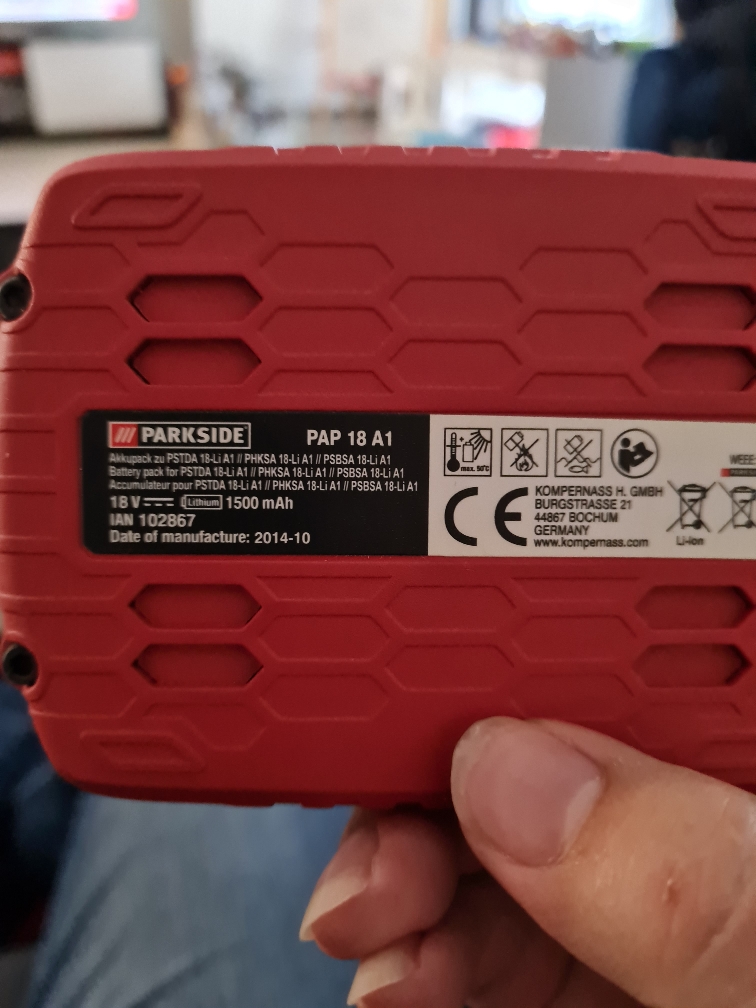 PARKSIDE
PAP 18 A1
Akkupack zu PSTDA 18-Li A1 // PHKSA 18-Li A1 // PSBSA 18-Li A1
Battery pack for PSTDA 18-Li A1 // PHKSA 18-Li A1 // PSBSA 18-Li A1
Accumulateur pour PSTDA 18-Li A1 // PHKSA 18-Li A1 // PSBSA 18-Li A1
18 V Lithium 1500 mAh
IAN 102867
Date of manufacture: 2014-10
max. 50°C
CE
KOMPERNASS H. GMBH
BURGSTRASSE 21
44867 BOCHUM
GERMANY
www.kompernass.com
Li-Ion
WEEE